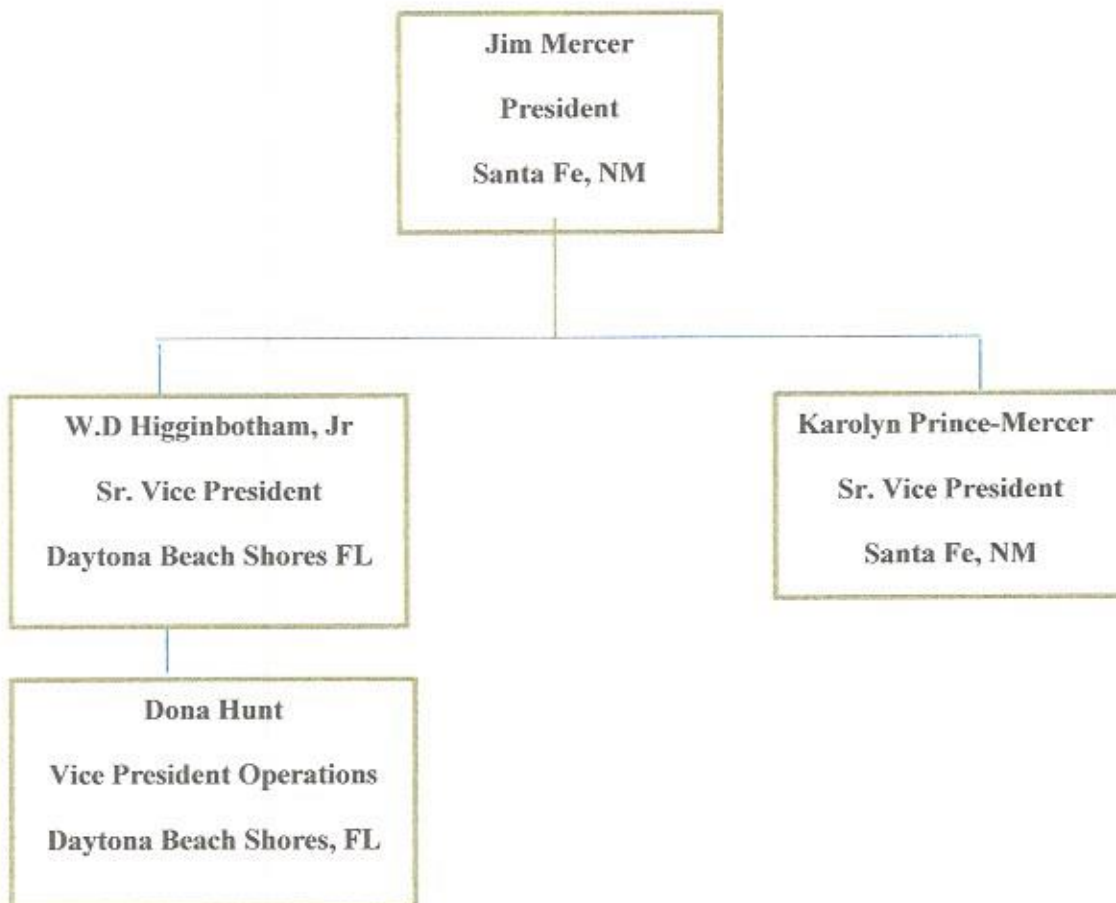 Jim Mercer
President
Santa Fe, NM
W.D Higginbotham, Jr
Sr. Vice President
Daytona Beach Shores FL
Karolyn Prince-Mercer
Sr. Vice President
Santa Fe, NM
Dona Hunt
Vice President Operations
Daytona Beach Shores, FL